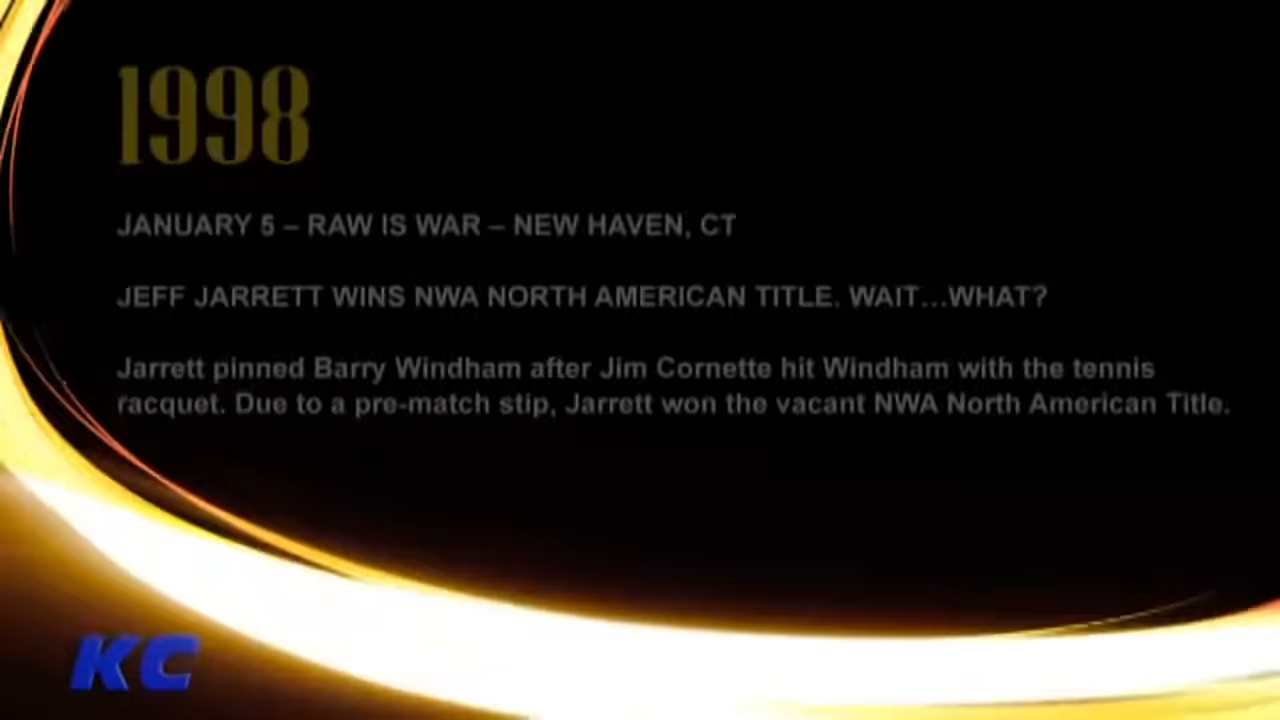 1998
JANUARY 5 – RAW IS WAR – NEW HAVEN, CT
JEFF JARRETT WINS NWA NORTH AMERICAN TITLE. WAIT…WHAT?
Jarrett pinned Barry Windham after Jim Cornette hit Windham with the tennis
racquet. Due to a pre-match stip, Jarrett won the vacant NWA North American Title.
KC